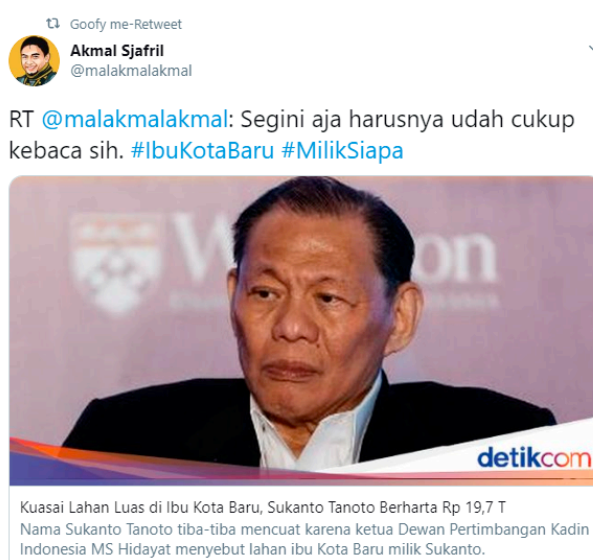 Goofy me-Retweet
Akmal Sjafril
@malakmalakmal
RT @malakmalakmal: Segini aja harusnya udah cukup
kebaca sih. #IbuKotaBaru #MilikSiapa
detikcom
Kuasai Lahan Luas di Ibu Kota Baru, Sukanto Tanoto Berharta Rp 19,7 T
Nama Sukanto Tanoto tiba-tiba mencuat karena ketua Dewan Pertimbangan Kadin
Indonesia MS Hidayat menyebut lahan ibu Kota Baru milik Sukanto.